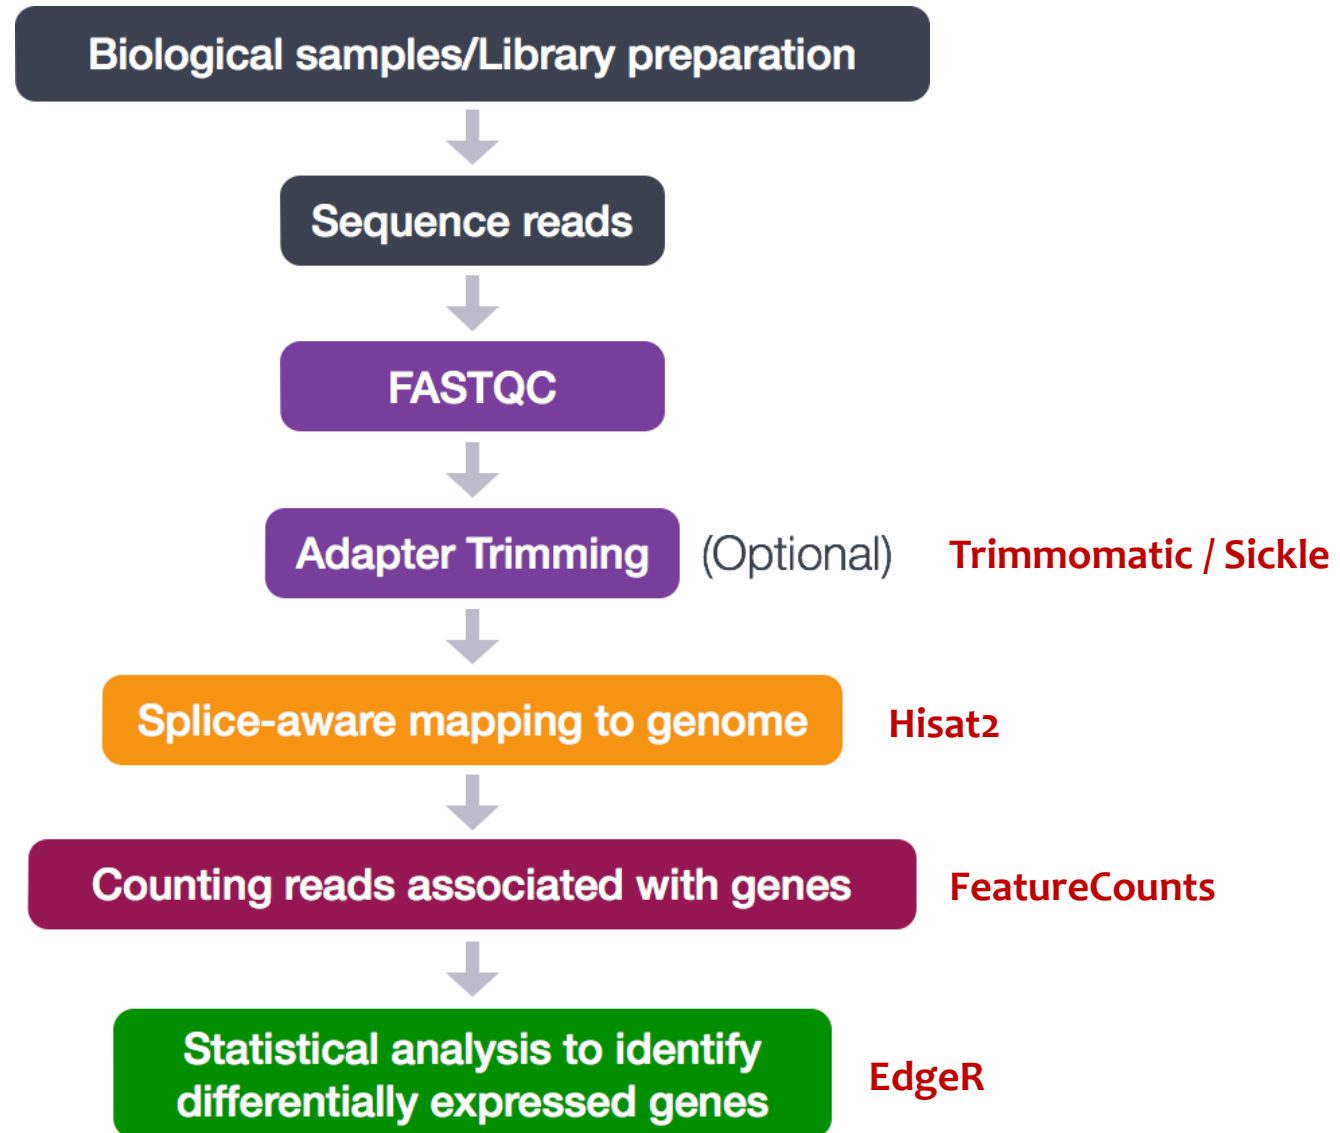 Biological samples/Library preparation
Sequence reads
FASTQC
Adapter Trimming (Optional) Trimmomatic / Sickle
Splice-aware mapping to genome Hisat2
Counting reads associated with genes FeatureCounts
Statistical analysis to identify
differentially expressed genes
EdgeR